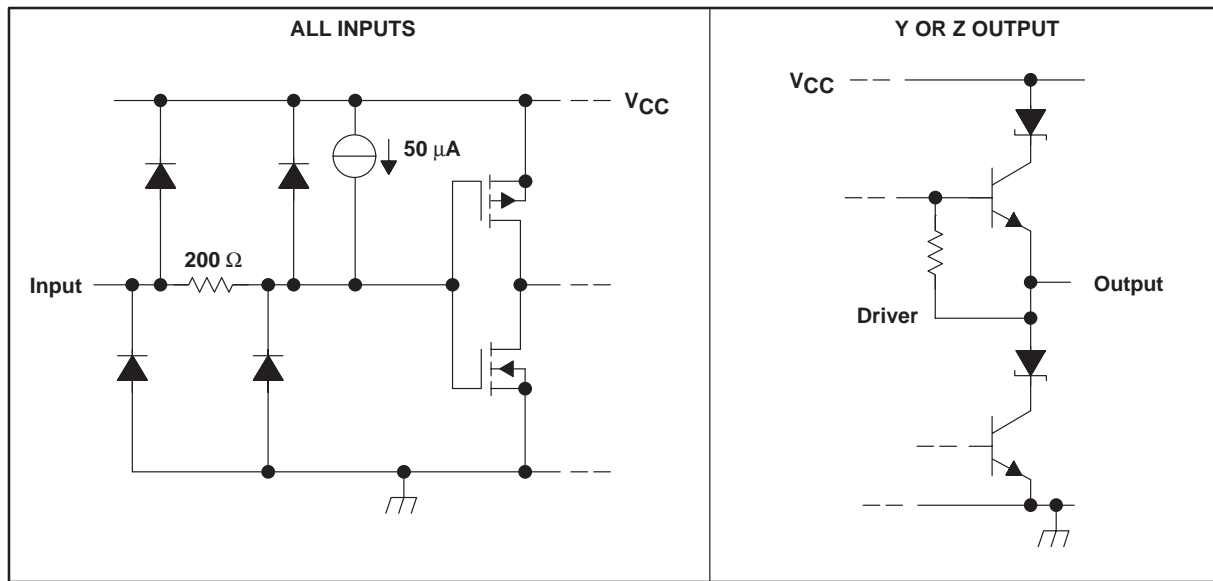 ALL INPUTS
VCC
50 μA
200 Ω
Input
Y OR Z OUTPUT
VCC
Output
Driver